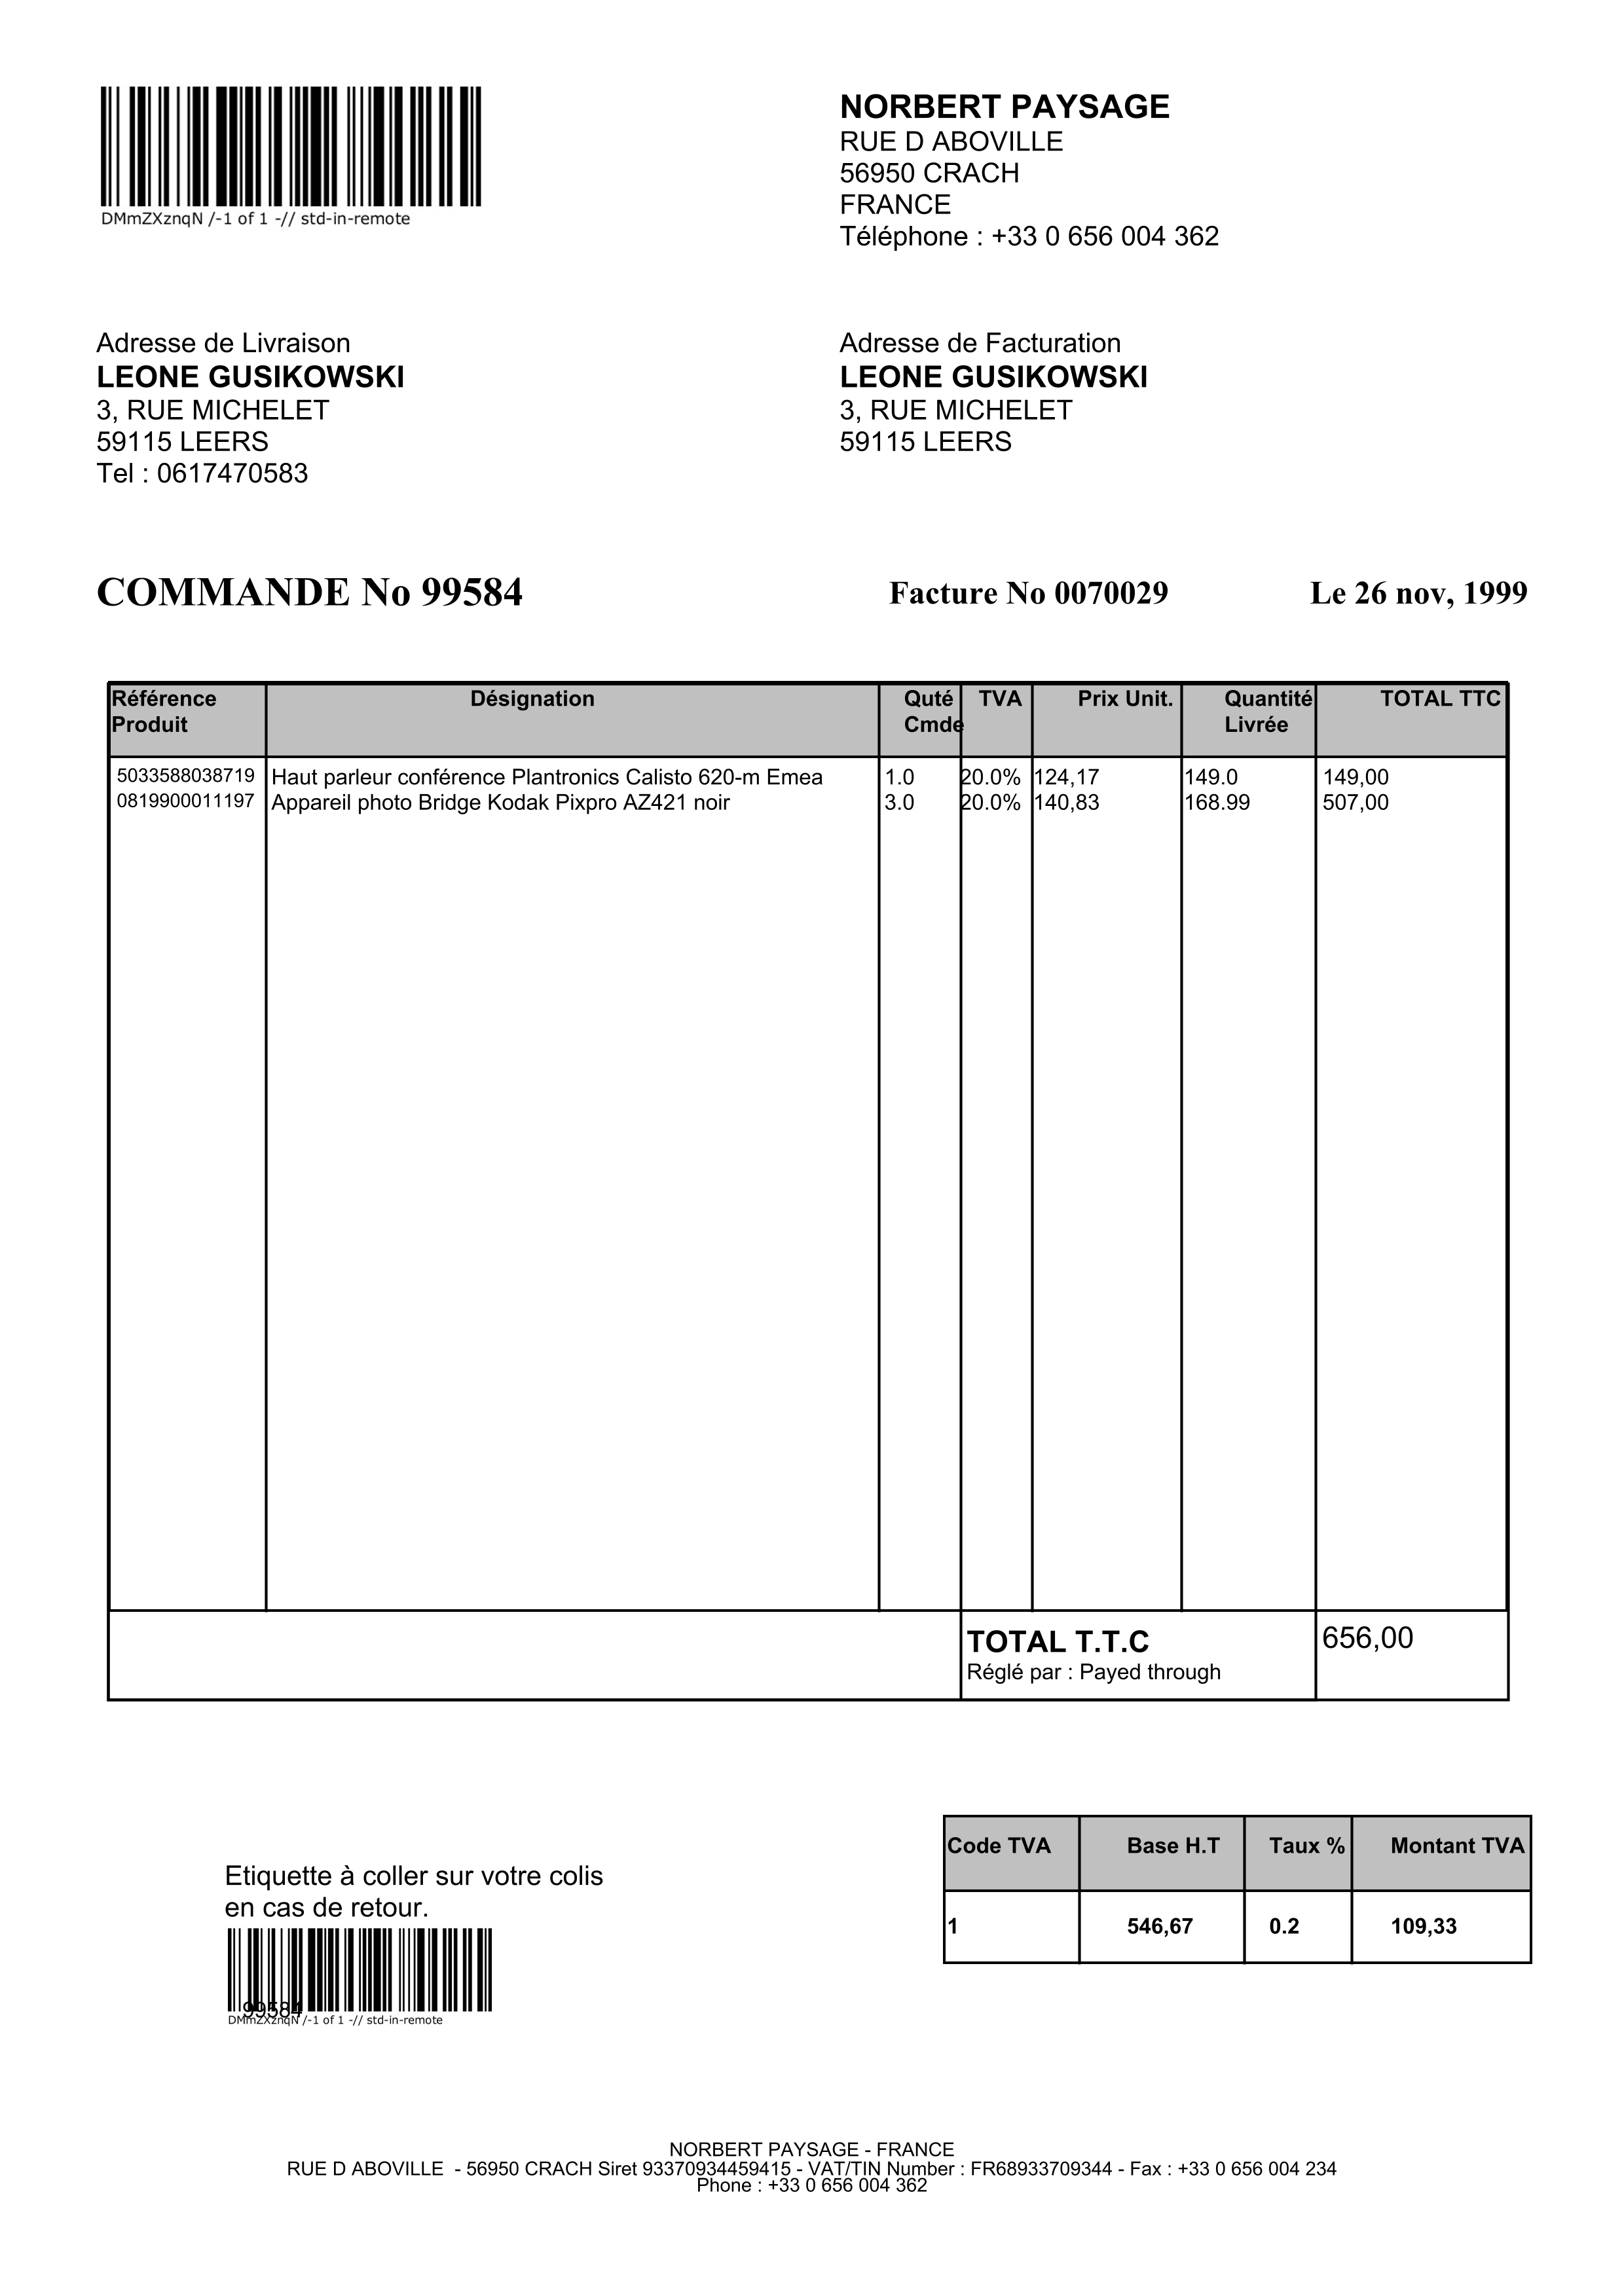 DMmZXznqN /-1 of 1 -// std-in-remote
NORBERT PAYSAGE
RUE D ABOVILLE
56950 CRACH
FRANCE
Téléphone : +33 0 656 004 362
Adresse de Livraison
LEONE GUSIKOWSKI
3, RUE MICHELET
59115 LEERS
Tel : 0617470583
Adresse de Facturation
LEONE GUSIKOWSKI
3, RUE MICHELET
59115 LEERS
COMMANDE No 99584 Facture No 0070029 Le 26 nov, 1999
Référence Désignation Quté TVA Prix Unit. Quantité TOTAL TTC
Produit Cmde Livrée
5033588038719 Haut parleur conférence Plantronics Calisto 620-m Emea 1.0 20.0% 124,17 149.0 149,00
0819900011197 Appareil photo Bridge Kodak Pixpro AZ421 noir 3.0 20.0% 140,83 168.99 507,00
TOTAL T.T.C 656,00
Réglé par : Payed through
Code TVA Base H.T Taux % Montant TVA
1 546,67 0.2 109,33
Etiquette à coller sur votre colis
en cas de retour.
99584
DMmZXznqN /-1 of 1 -// std-in-remote
NORBERT PAYSAGE - FRANCE
RUE D ABOVILLE - 56950 CRACH Siret 93370934459415 - VAT/TIN Number : FR68933709344 - Fax : +33 0 656 004 234
Phone : +33 0 656 004 362